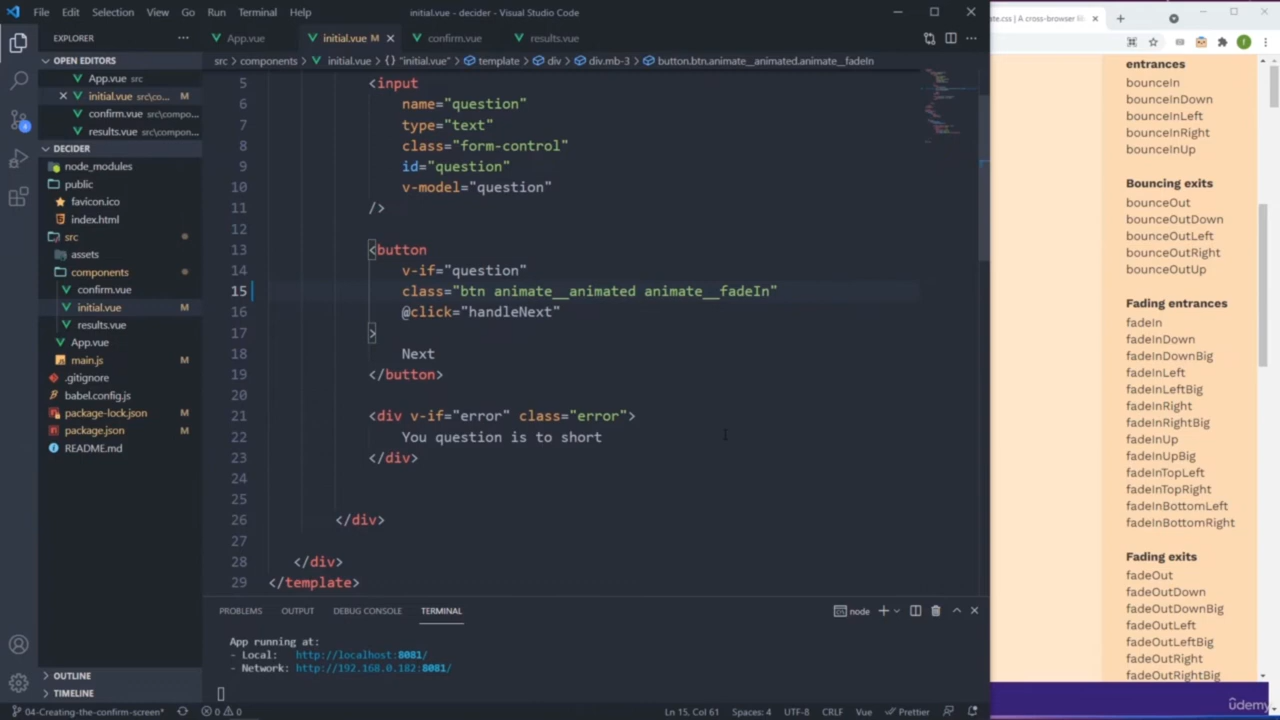 File Edit Selection View Go Run Terminal Help
initial.vue - decider - Visual Studio Code
EXPLORER
OPEN EDITORS
App.vue src
initial.vue src\co... M
confirm.vue src\compo...
results.vue src\compon...
DECIDER
node_modules
public
favicon.ico
index.html
src
assets
components
confirm.vue
initial.vue M
results.vue
App.vue
main.js M
.gitignore
babel.config.js
package-lock.json M
package.json M
README.md
OUTLINE
TIMELINE
App.vue initial.vue M confirm.vue results.vue
src > components > initial.vue > {} "initial.vue" > template > div > div.mb-3 > button.btn.animate__animated.animate__fadeIn
5 <input
6 name="question"
7 type="text"
8 class="form-control"
9 id="question"
10 v-model="question"
11 />
12
13 <button
14 v-if="question"
15 class="btn animate__animated animate__fadeIn"
16 @click="handleNext"
17 >
18 Next
19 </button>
20
21 <div v-if="error" class="error">
22 You question is to short
23 </div>
24
25
26 </div>
27
28 </div>
29 </template>
PROBLEMS OUTPUT DEBUG CONSOLE TERMINAL
node
App running at:
- Local: http://localhost:8081/
- Network: http://192.168.0.182:8081/
04-Creating-the-confirm-screen* 0 0
Ln 15, Col 61 Spaces: 4 UTF-8 CRLF Vue Prettier
ate.css | A cross-browser
entrances
bounceIn
bounceInDown
bounceInLeft
bounceInRight
bounceInUp
Bouncing exits
bounceOut
bounceOutDown
bounceOutLeft
bounceOutRight
bounceOutUp
Fading entrances
fadeIn
fadeInDown
fadeInDownBig
fadeInLeft
fadeInLeftBig
fadeInRight
fadeInRightBig
fadeInUp
fadeInUpBig
fadeInTopLeft
fadeInTopRight
fadeInBottomLeft
fadeInBottomRight
Fading exits
fadeOut
fadeOutDown
fadeOutDownBig
fadeOutLeft
fadeOutLeftBig
fadeOutRight
fadeOutRightBig
udemy